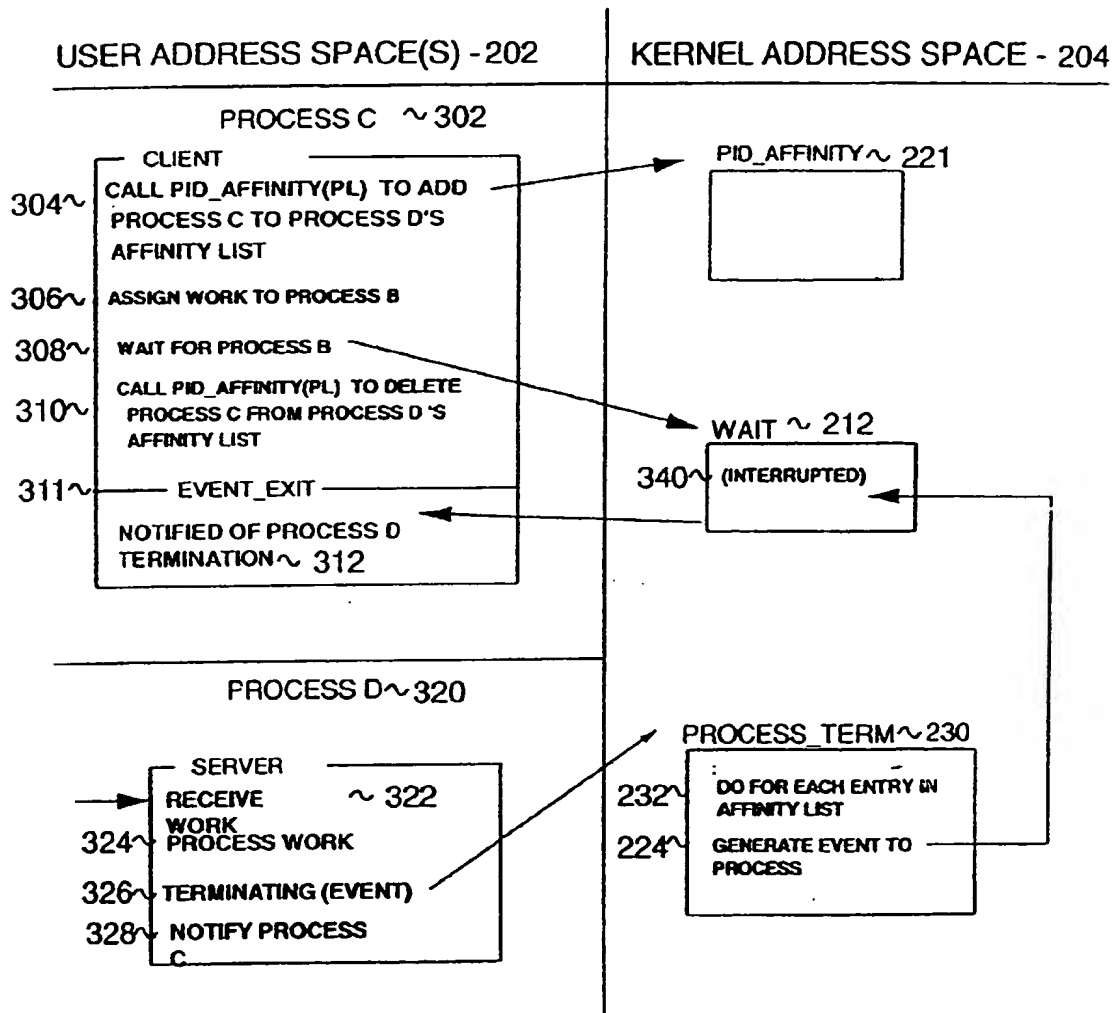 USER ADDRESS SPACE(S) - 202
KERNEL ADDRESS SPACE - 204
PROCESS C ~ 302
CLIENT
304~ CALL PID_AFFINITY(PL) TO ADD
PROCESS C TO PROCESS D'S
AFFINITY LIST
306~ ASSIGN WORK TO PROCESS B
308~ WAIT FOR PROCESS B
310~ CALL PID_AFFINITY(PL) TO DELETE
PROCESS C FROM PROCESS D 'S
AFFINITY LIST
311~ EVENT_EXIT
NOTIFIED OF PROCESS D
TERMINATION~ 312
PID_AFFINITY~ 221
WAIT ~ 212
340~ (INTERRUPTED)
PROCESS D~320
SERVER
RECEIVE ~ 322
WORK
324~ PROCESS WORK
326~ TERMINATING (EVENT)
328~ NOTIFY PROCESS
C
PROCESS_TERM~230
232~ DO FOR EACH ENTRY IN
AFFINITY LIST
224~ GENERATE EVENT TO
PROCESS